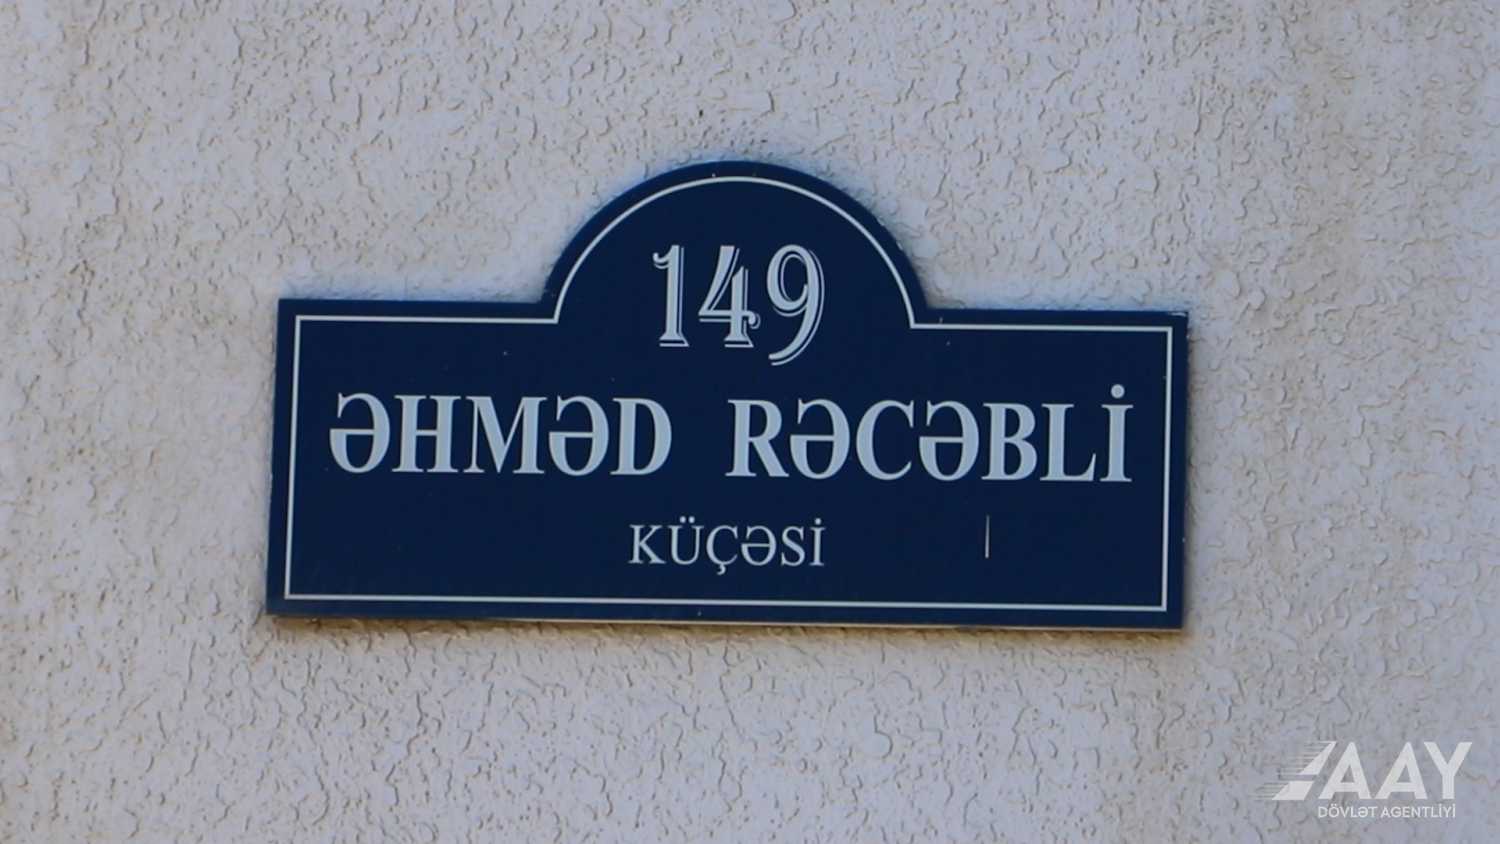 149
ƏHMƏD RƏCƏBLİ
KÜÇƏSİ
AAY
DÖVLƏT AGENTLİYİ